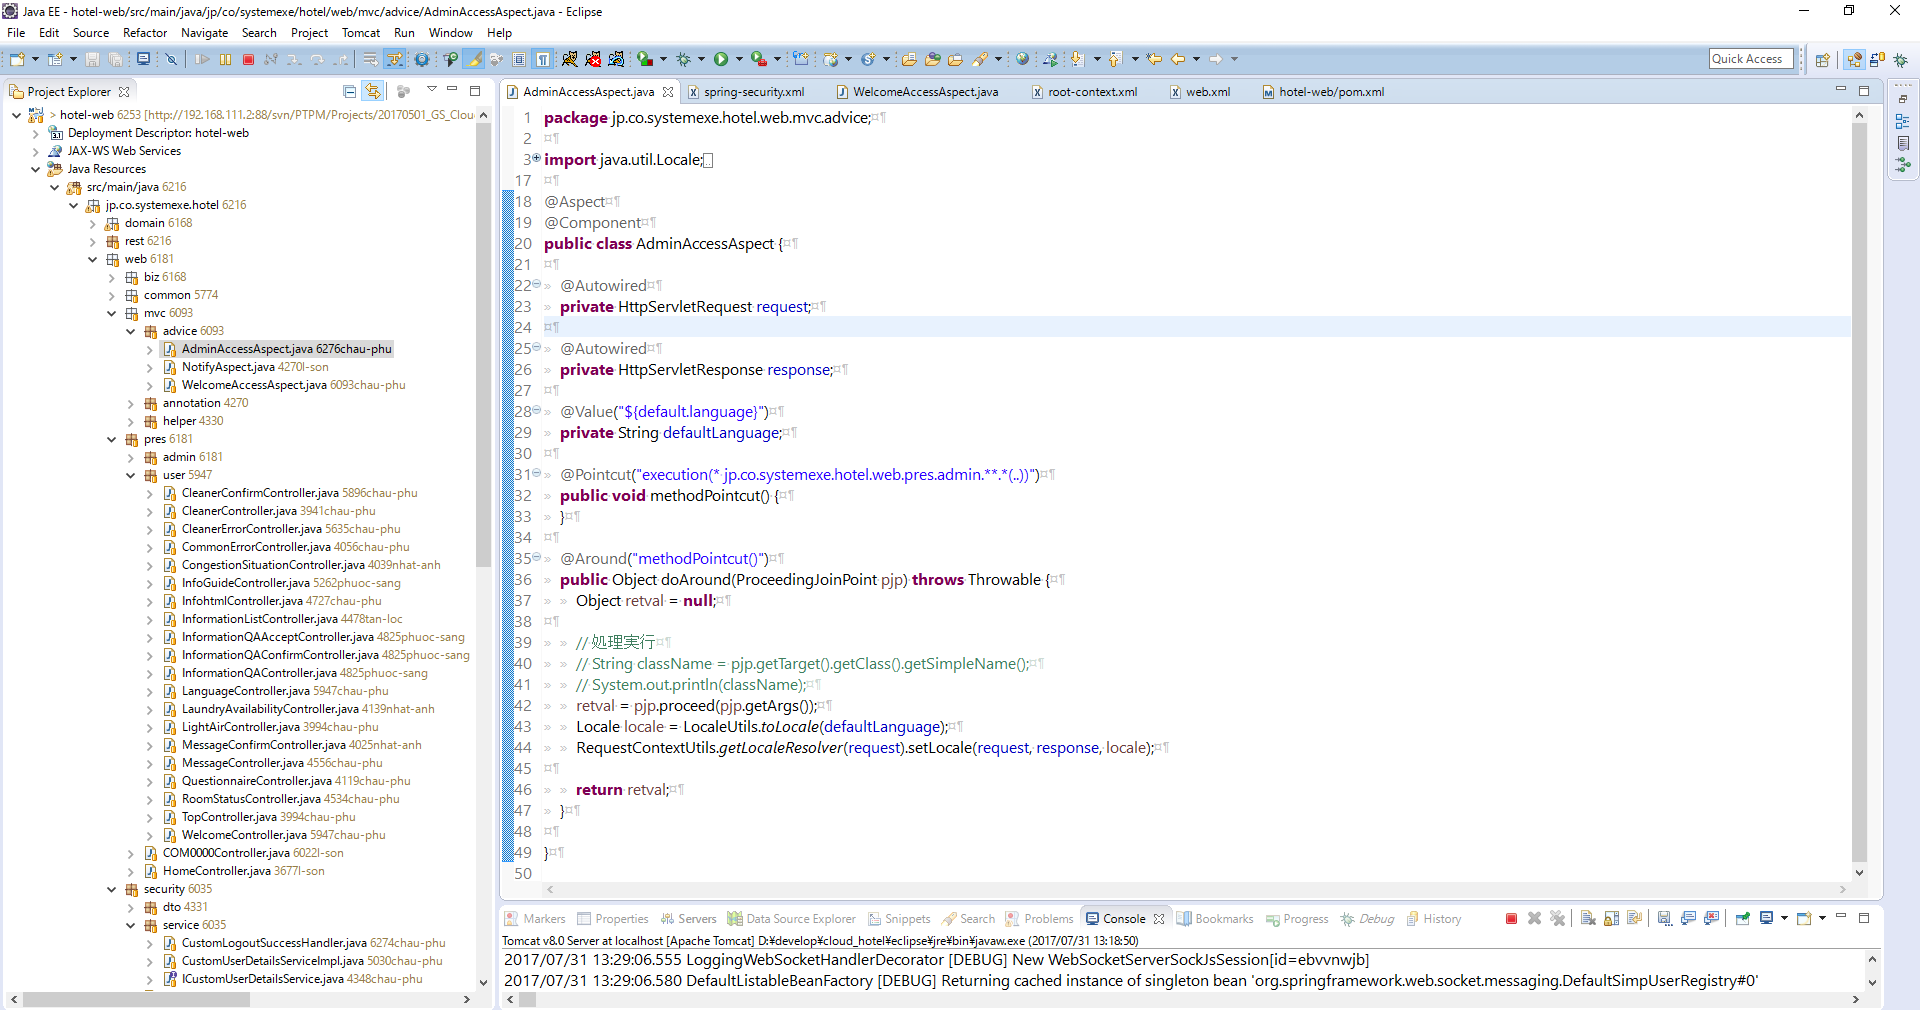 Java EE - hotel-web/src/main/java/jp/co/systemexe/hotel/web/mvc/advice/AdminAccessAspect.java - Eclipse
File Edit Source Refactor Navigate Search Project Tomcat Run Window Help
Quick Access
Project Explorer
> hotel-web 6253 [http://192.168.111.2:88/svn/PTPM/Projects/20170501_GS_Clou
Deployment Descriptor: hotel-web
JAX-WS Web Services
Java Resources
src/main/java 6216
jp.co.systemexe.hotel 6216
domain 6168
rest 6216
web 6181
biz 6168
common 5774
mvc 6093
advice 6093
AdminAccessAspect.java 6276chau-phu
NotifyAspect.java 4270l-son
WelcomeAccessAspect.java 6093chau-phu
annotation 4270
helper 4330
pres 6181
admin 6181
user 5947
CleanerConfirmController.java 5896chau-phu
CleanerController.java 3941chau-phu
CleanerErrorController.java 5635chau-phu
CommonErrorController.java 4056chau-phu
CongestionSituationController.java 4039nhat-anh
InfoGuideController.java 5262phuoc-sang
InfohtmlController.java 4727chau-phu
InformationListController.java 4478tan-loc
InformationQAAcceptController.java 4825phuoc-sang
InformationQAConfirmController.java 4825phuoc-sang
InformationQAController.java 4825phuoc-sang
LanguageController.java 5947chau-phu
LaundryAvailabilityController.java 4139nhat-anh
LightAirController.java 3994chau-phu
MessageConfirmController.java 4025nhat-anh
MessageController.java 4556chau-phu
QuestionnaireController.java 4119chau-phu
RoomStatusController.java 4534chau-phu
TopController.java 3994chau-phu
WelcomeController.java 5947chau-phu
COM0000Controller.java 6022l-son
HomeController.java 3677l-son
security 6035
dto 4331
service 6035
CustomLogoutSuccessHandler.java 6274chau-phu
CustomUserDetailsServiceImpl.java 5030chau-phu
ICustomUserDetailsService.java 4348chau-phu
AdminAccessAspect.java spring-security.xml WelcomeAccessAspect.java root-context.xml web.xml hotel-web/pom.xml
1 package jp.co.systemexe.hotel.web.mvc.advice;¤¶
2 ¤¶
3 import java.util.Locale;
17 ¤¶
18 @Aspect¤¶
19 @Component¤¶
20 public class AdminAccessAspect {¤¶
21 ¤¶
22 » @Autowired¤¶
23 » private HttpServletRequest request;¤¶
24 ¤¶
25 » @Autowired¤¶
26 » private HttpServletResponse response;¤¶
27 ¤¶
28 » @Value("${default.language}")¤¶
29 » private String defaultLanguage;¤¶
30 ¤¶
31 » @Pointcut("execution(* jp.co.systemexe.hotel.web.pres.admin.**.*(..))")¤¶
32 » public void methodPointcut() {¤¶
33 » }¤¶
34 ¤¶
35 » @Around("methodPointcut()")¤¶
36 » public Object doAround(ProceedingJoinPoint pjp) throws Throwable {¤¶
37 » » Object retval = null;¤¶
38 ¤¶
39 » » // 処理実行¤¶
40 » » // String className = pjp.getTarget().getClass().getSimpleName();¤¶
41 » » // System.out.println(className);¤¶
42 » » retval = pjp.proceed(pjp.getArgs());¤¶
43 » » Locale locale = LocaleUtils.toLocale(defaultLanguage);¤¶
44 » » RequestContextUtils.getLocaleResolver(request).setLocale(request, response, locale);¤¶
45 ¤¶
46 » » return retval;¤¶
47 » }¤¶
48 ¤¶
49 }¤¶
50
Markers Properties Servers Data Source Explorer Snippets Search Problems Console Bookmarks Progress Debug History
Tomcat v8.0 Server at localhost [Apache Tomcat] D:¥develop¥cloud_hotel¥eclipse¥jre¥bin¥javaw.exe (2017/07/31 13:18:50)
2017/07/31 13:29:06.555 LoggingWebSocketHandlerDecorator [DEBUG] New WebSocketServerSockJsSession[id=ebvvnwjb]
2017/07/31 13:29:06.580 DefaultListableBeanFactory [DEBUG] Returning cached instance of singleton bean 'org.springframework.web.socket.messaging.DefaultSimpUserRegistry#0'